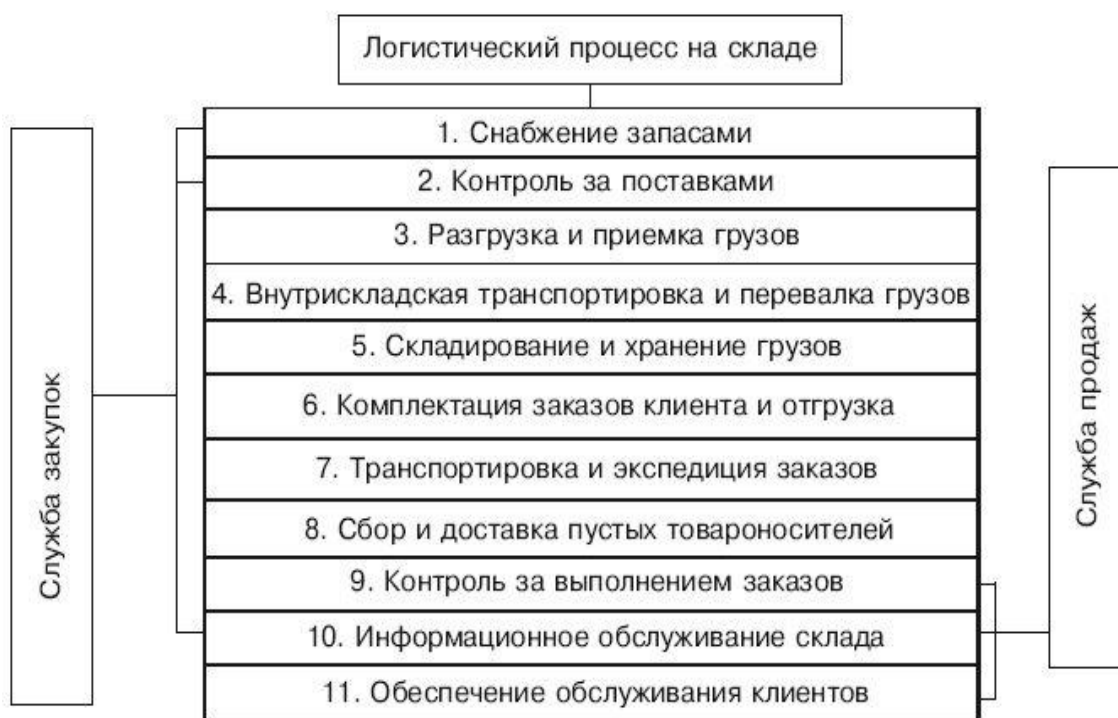 Логистический процесс на складе
1. Снабжение запасами
2. Контроль за поставками
3. Разгрузка и приемка грузов
4. Внутрискладская транспортировка и перевалка грузов
5. Складирование и хранение грузов
6. Комплектация заказов клиента и отгрузка
7. Транспортировка и экспедиция заказов
8. Сбор и доставка пустых товароносителей
9. Контроль за выполнением заказов
10. Информационное обслуживание склада
11. Обеспечение обслуживания клиентов
Служба закупок
Служба продаж